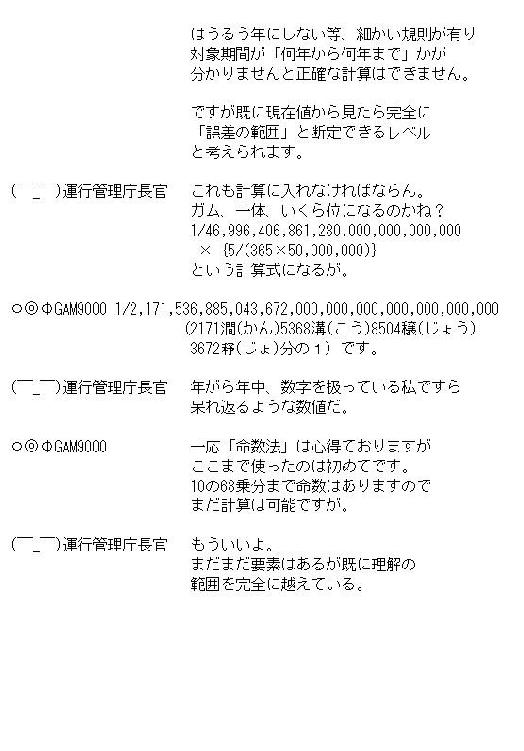 はうるう年にしない等、細かい規則が有り
対象期間が「何年から何年まで」かが
分かりませんと正確な計算はできません。
ですが既に現在値から見たら完全に
「誤差の範囲」と断定できるレベル
と考えられます。
(￣_￣)運行管理庁長官 これも計算に入れなければならん。
ガム、一体、いくら位になるのかね？
1/46,996,406,861,280,000,000,000,000
× {5/(365×50,000,000)}
という計算式になるが。
○◎ΦGAM9000 1/2,171,536,885,043,672,000,000,000,000,000,000,000
(2171澗(かん)5368溝(こう)8504穣(じょう)
3672𥝱(じょ)分の１) です。
(￣_￣)運行管理庁長官 年がら年中、数字を扱っている私ですら
呆れ返るような数値だ。
○◎ΦGAM9000 一応「命数法」は心得ておりますが
ここまで使ったのは初めてです。
10の68乗分まで命数はありますので
まだ計算は可能ですが。
(￣_￣)運行管理庁長官 もういいよ。
まだまだ要素はあるが既に理解の
範囲を完全に越えている。